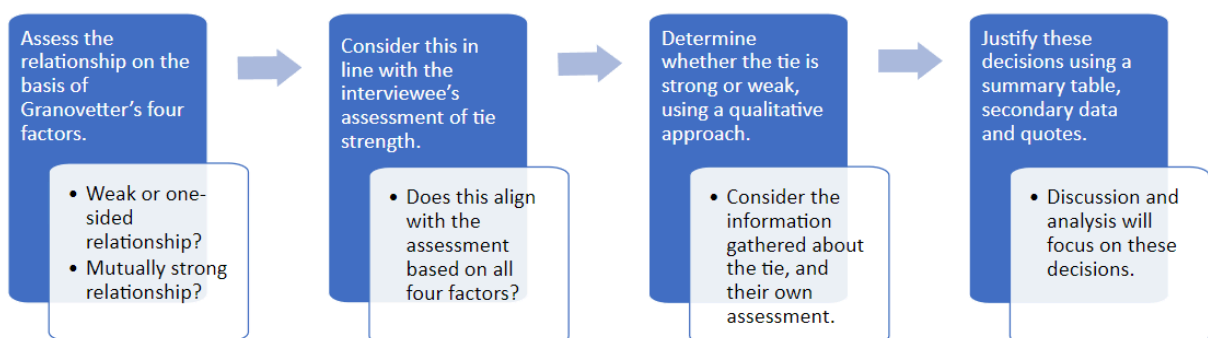 Assess the
relationship on the
basis of
Granovetter's four
factors.
• Weak or one-
sided
relationship?
• Mutually strong
relationship?
Consider this in
line with the
interviewee's
assessment of tie
strength.
• Does this align
with the
assessment
based on all
four factors?
Determine
whether the tie is
strong or weak,
using a qualitative
approach.
• Consider the
information
gathered about
the tie, and
their own
assessment.
Justify these
decisions using a
summary table,
secondary data
and quotes.
• Discussion and
analysis will
focus on these
decisions.